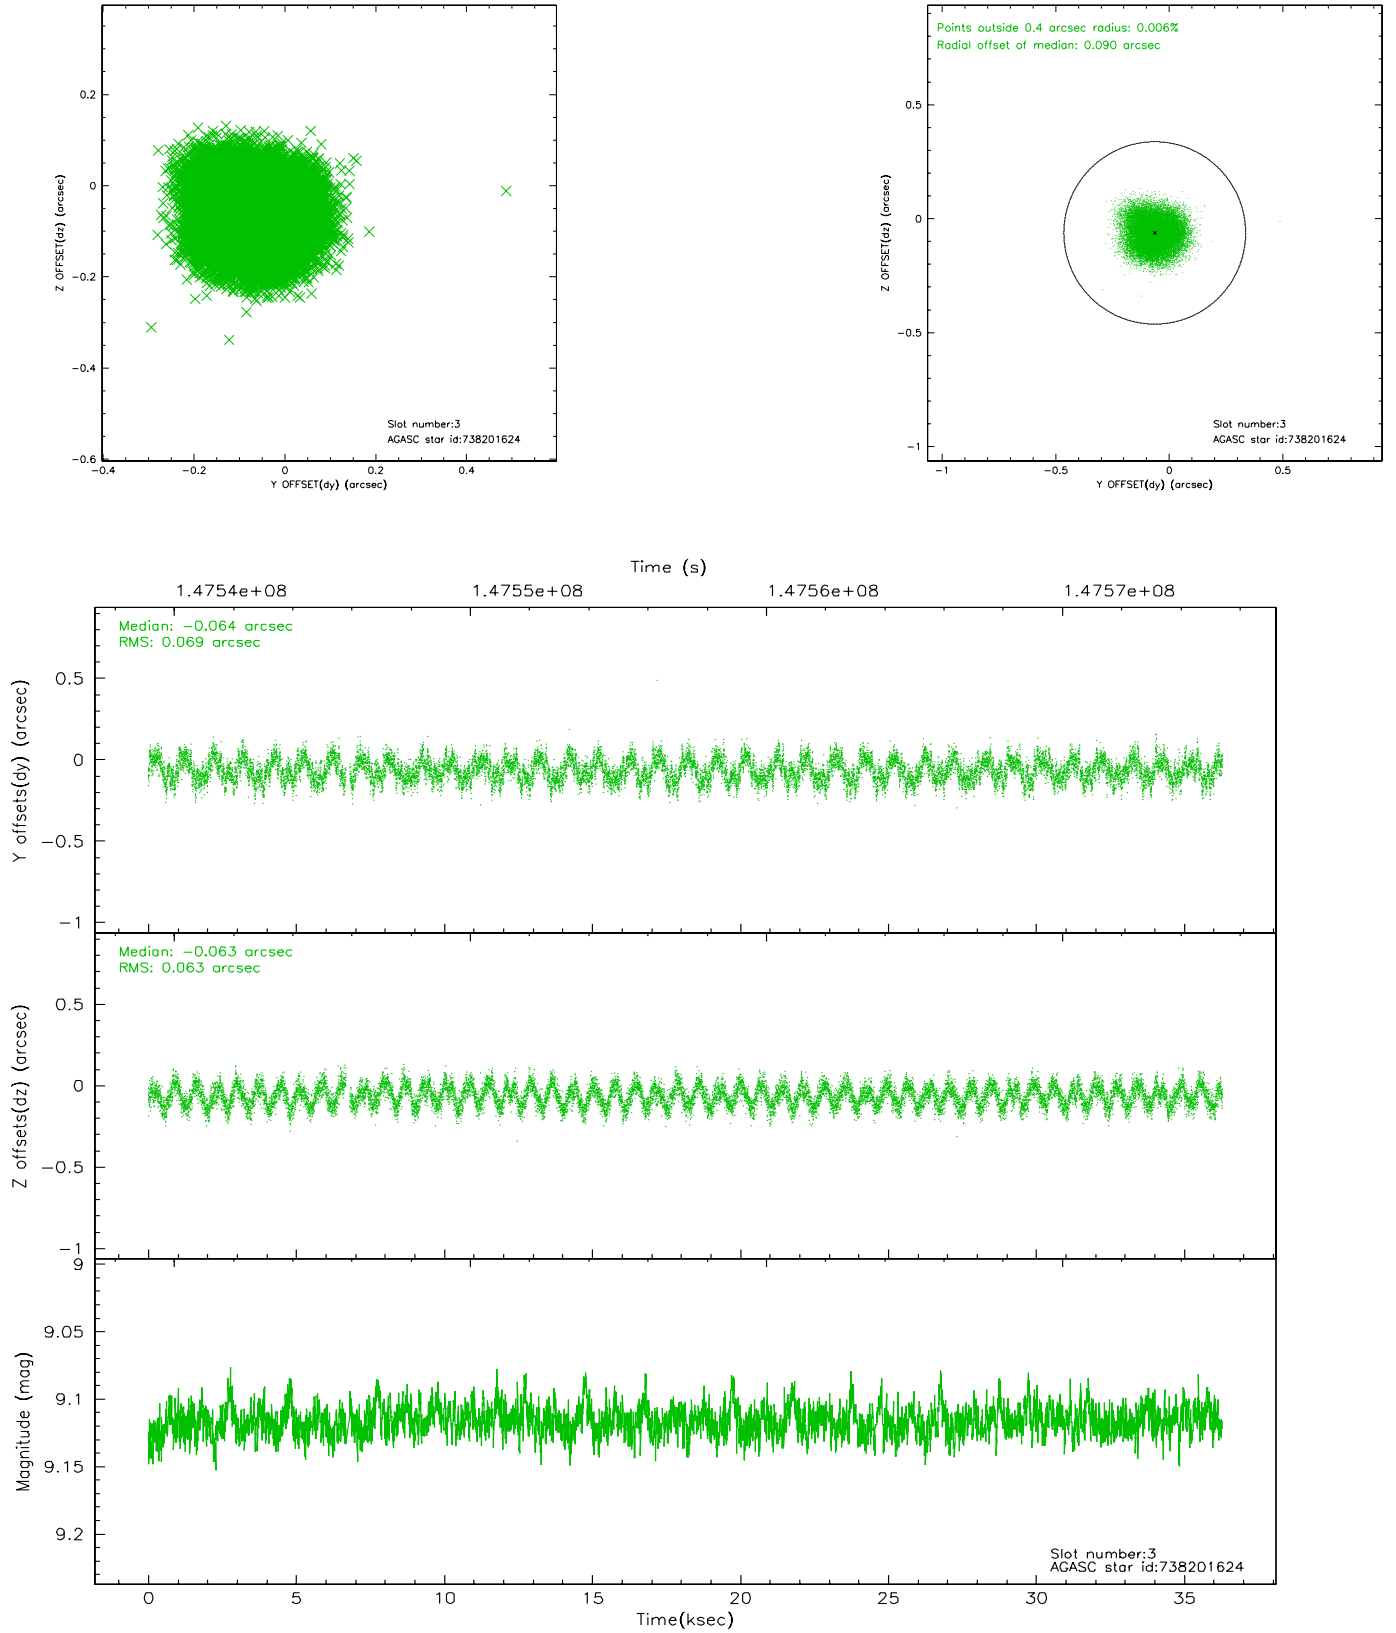 0.2
0
−0.2
−0.4
−0.6
Z OFFSET(dz) (arcsec)
−0.4
−0.2
0
0.2
0.4
Y OFFSET(dy) (arcsec)
Slot number:3
AGASC star id:738201624
Points outside 0.4 arcsec radius: 0.006%
Radial offset of median: 0.090 arcsec
0.5
0
−0.5
−1
Z OFFSET(dz) (arcsec)
−1
−0.5
0
0.5
Y OFFSET(dy) (arcsec)
Slot number:3
AGASC star id:738201624
Time (s)
1.4754e+08
1.4755e+08
1.4756e+08
1.4757e+08
Median: −0.064 arcsec
RMS: 0.069 arcsec
0.5
0
−0.5
−1
Y offsets(dy) (arcsec)
Median: −0.063 arcsec
RMS: 0.063 arcsec
0.5
0
−0.5
−1
Z offsets(dz) (arcsec)
9
9.05
9.1
9.15
9.2
Magnitude (mag)
Slot number:3
AGASC star id:738201624
0
5
10
15
20
25
30
35
Time(ksec)